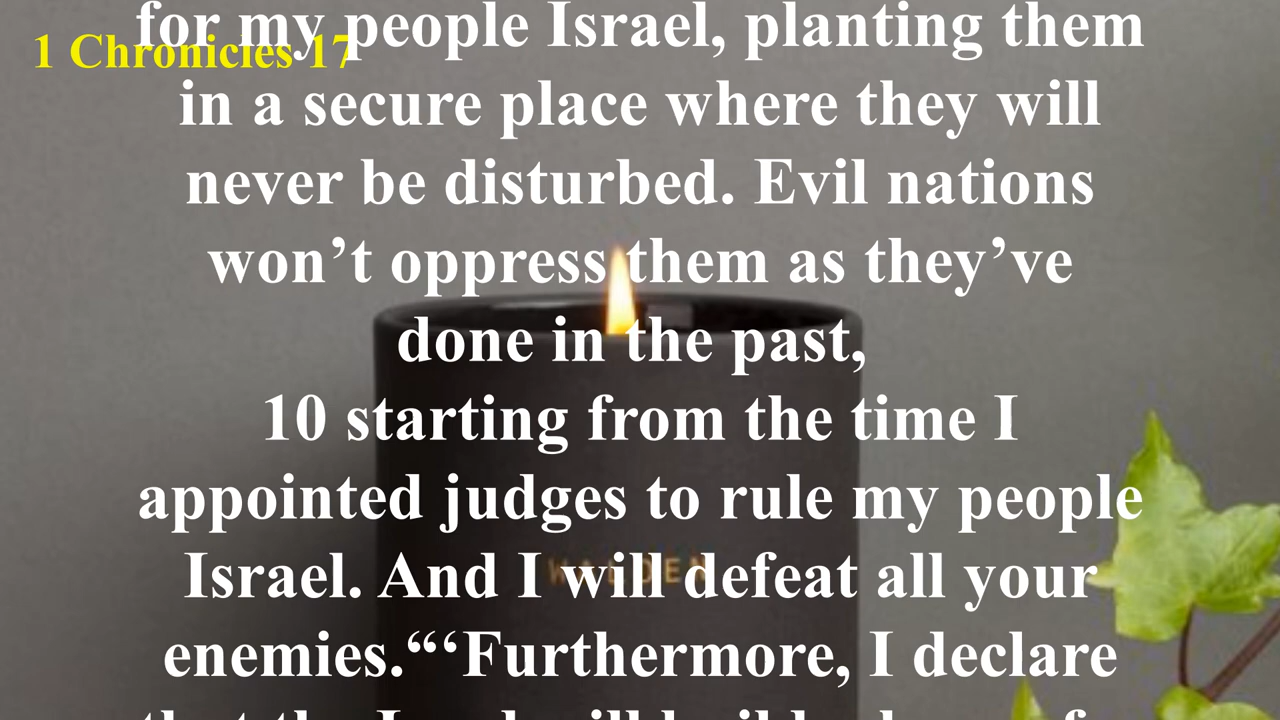 for my people Israel, planting them
1 Chronicles 17
in a secure place where they will
never be disturbed. Evil nations
won’t oppress them as they’ve
done in the past,
10 starting from the time I
appointed judges to rule my people
Israel. And I will defeat all your
enemies.“‘Furthermore, I declare